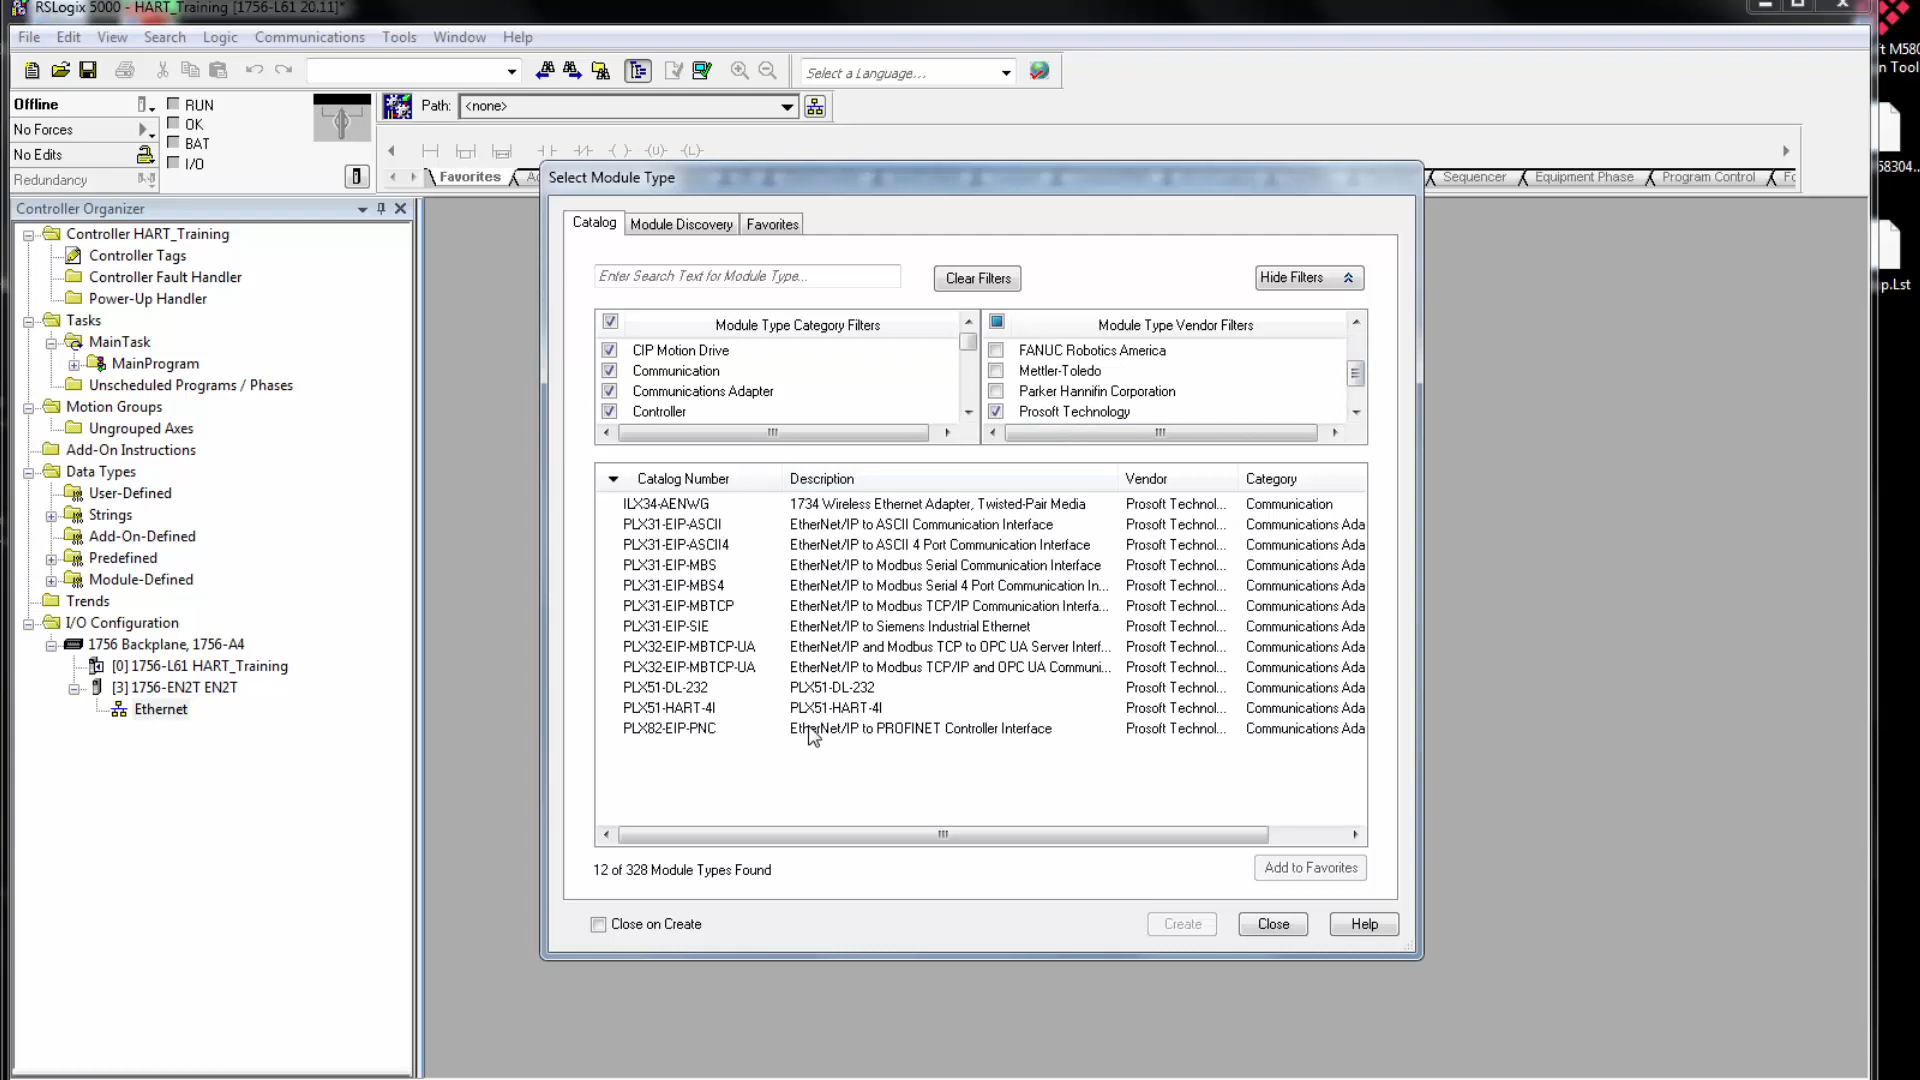 RSLogix 5000 - HART_Training [1756-L61 20.11]*
File Edit View Search Logic Communications Tools Window Help
Select a Language...
Offline
RUN
OK
BAT
I/O
No Forces
No Edits
Redundancy
Path: <none>
Favorites
Sequencer
Equipment Phase
Program Control
Controller Organizer
Controller HART_Training
Controller Tags
Controller Fault Handler
Power-Up Handler
Tasks
MainTask
MainProgram
Unscheduled Programs / Phases
Motion Groups
Ungrouped Axes
Add-On Instructions
Data Types
User-Defined
Strings
Add-On-Defined
Predefined
Module-Defined
Trends
I/O Configuration
1756 Backplane, 1756-A4
[0] 1756-L61 HART_Training
[3] 1756-EN2T EN2T
Ethernet
Select Module Type
Catalog Module Discovery Favorites
Enter Search Text for Module Type...
Clear Filters
Hide Filters
Module Type Category Filters
CIP Motion Drive
Communication
Communications Adapter
Controller
Module Type Vendor Filters
FANUC Robotics America
Mettler-Toledo
Parker Hannifin Corporation
Prosoft Technology
Catalog Number Description Vendor Category
ILX34-AENWG 1734 Wireless Ethernet Adapter, Twisted-Pair Media Prosoft Technol... Communication
PLX31-EIP-ASCII EtherNet/IP to ASCII Communication Interface Prosoft Technol... Communications Ada
PLX31-EIP-ASCII4 EtherNet/IP to ASCII 4 Port Communication Interface Prosoft Technol... Communications Ada
PLX31-EIP-MBS EtherNet/IP to Modbus Serial Communication Interface Prosoft Technol... Communications Ada
PLX31-EIP-MBS4 EtherNet/IP to Modbus Serial 4 Port Communication In... Prosoft Technol... Communications Ada
PLX31-EIP-MBTCP EtherNet/IP to Modbus TCP/IP Communication Interfa... Prosoft Technol... Communications Ada
PLX31-EIP-SIE EtherNet/IP to Siemens Industrial Ethernet Prosoft Technol... Communications Ada
PLX32-EIP-MBTCP-UA EtherNet/IP and Modbus TCP to OPC UA Server Interf... Prosoft Technol... Communications Ada
PLX32-EIP-MBTCP-UA EtherNet/IP to Modbus TCP/IP and OPC UA Communi... Prosoft Technol... Communications Ada
PLX51-DL-232 PLX51-DL-232 Prosoft Technol... Communications Ada
PLX51-HART-4I PLX51-HART-4I Prosoft Technol... Communications Ada
PLX82-EIP-PNC EtherNet/IP to PROFINET Controller Interface Prosoft Technol... Communications Ada
12 of 328 Module Types Found
Add to Favorites
Close on Create
Create Close Help
ft M580
n Tool
58304...
p.Lst